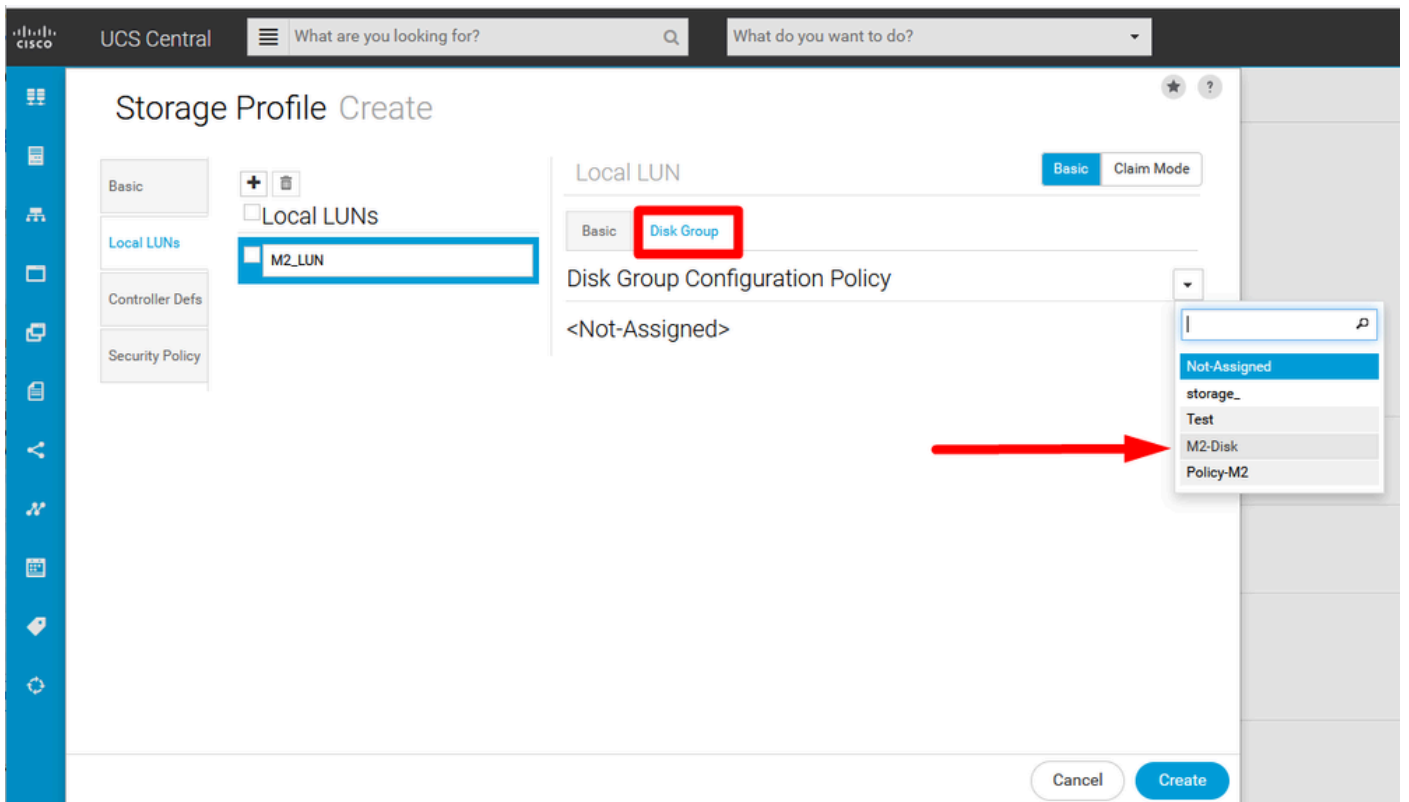 cisco
UCS Central
What are you looking for?
What do you want to do?
?
Storage Profile Create
Basic
Local LUNs
Controller Defs
Security Policy
Local LUNs
M2_LUN
Local LUN
Basic
Claim Mode
Basic
Disk Group
Disk Group Configuration Policy
<Not-Assigned>
Not-Assigned
storage_
Test
M2-Disk
Policy-M2
Cancel
Create